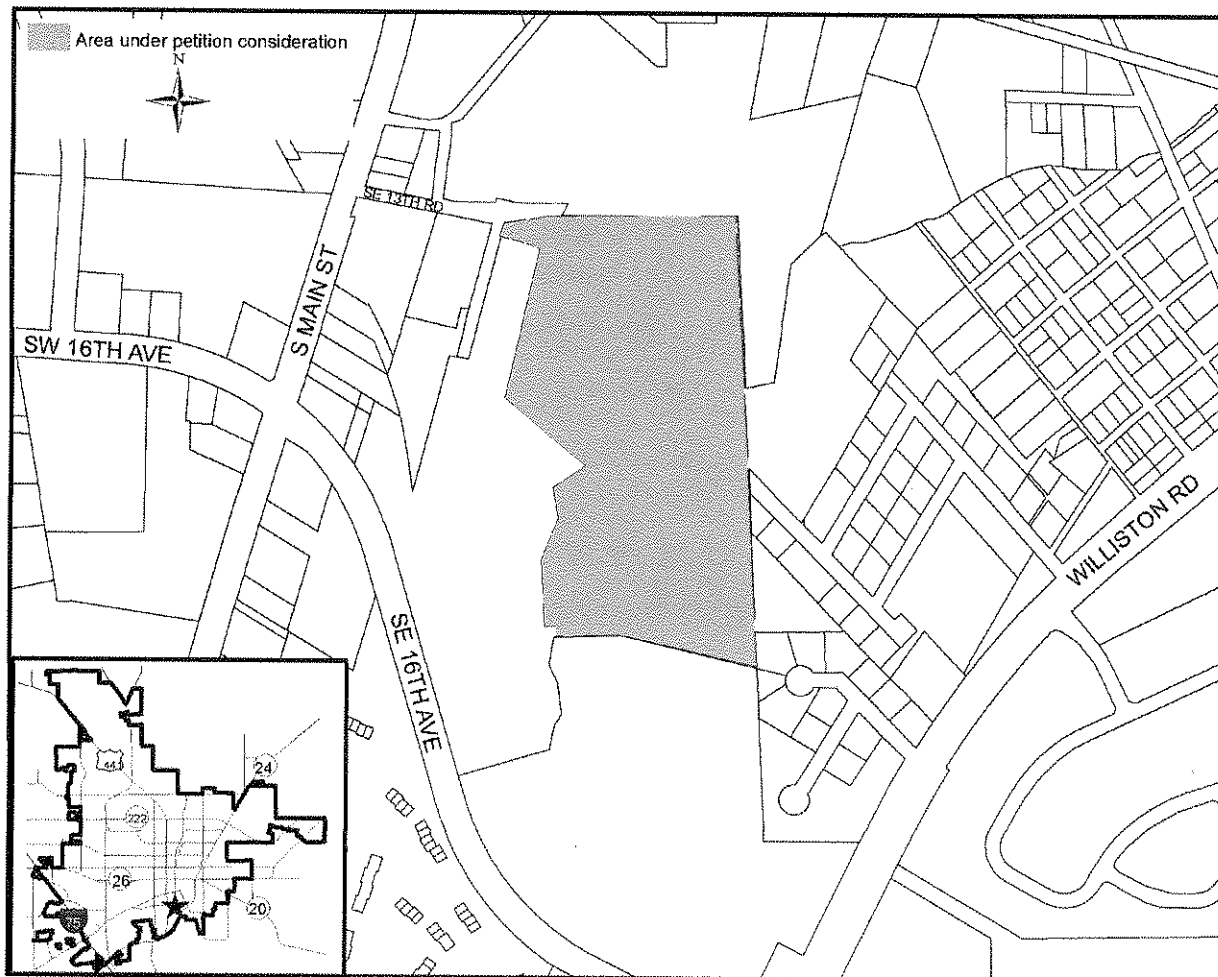 Area under petition consideration
N
SE 13TH RD
S MAIN ST
SW 16TH AVE
WILLISTON RD
SE 16TH AVE
441
24
222
26
20
75